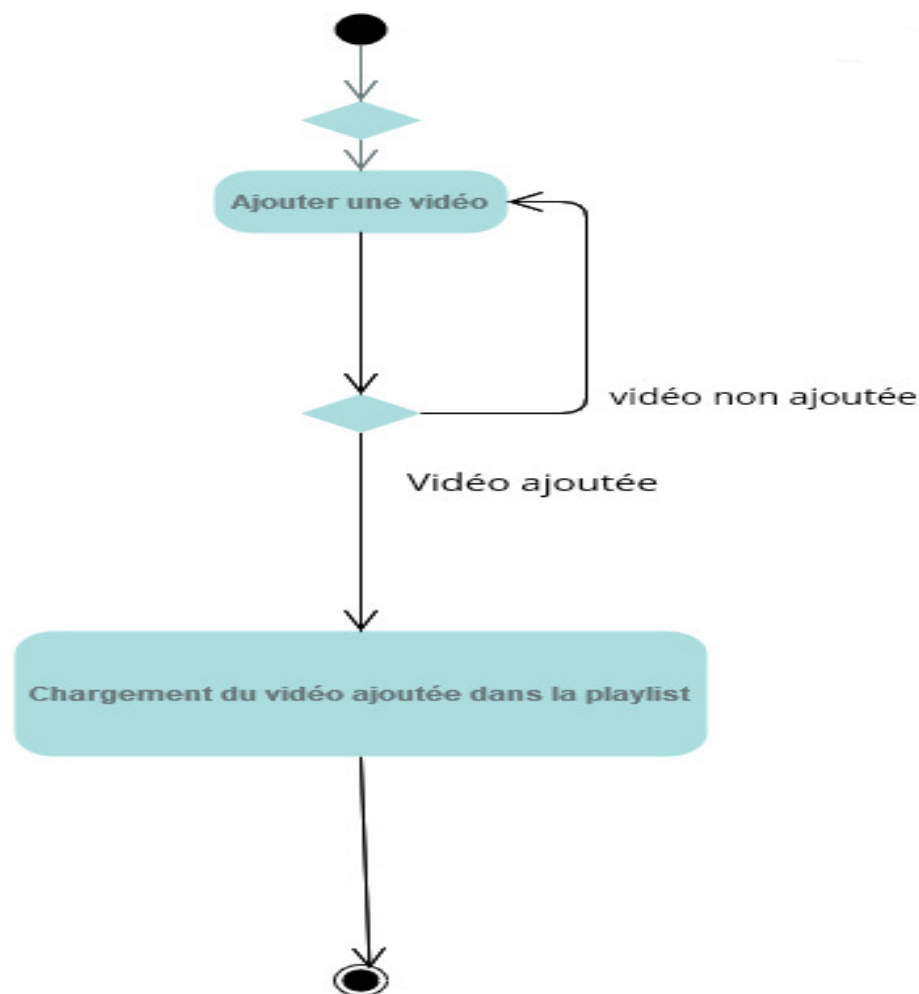 Ajouter une vidéo
vidéo non ajoutée
Vidéo ajoutée
Chargement du vidéo ajoutée dans la playlist